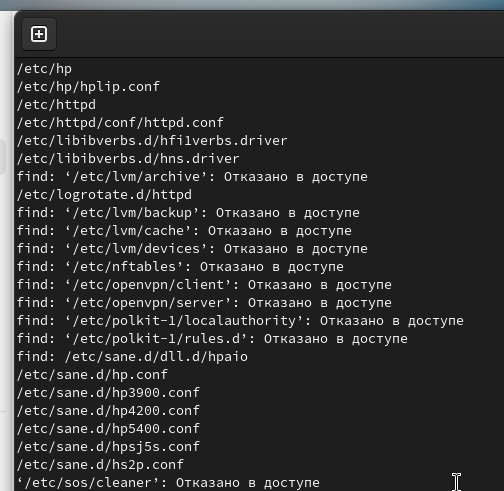 /etc/hp
/etc/hp/hplip.conf
/etc/httpd
/etc/httpd/conf/httpd.conf
/etc/libibverbs.d/hfi1verbs.driver
/etc/libibverbs.d/hns.driver
find: ‘/etc/lvm/archive’: Отказано в доступе
/etc/logrotate.d/httpd
find: ‘/etc/lvm/backup’: Отказано в доступе
find: ‘/etc/lvm/cache’: Отказано в доступе
find: ‘/etc/lvm/devices’: Отказано в доступе
find: ‘/etc/nftables’: Отказано в доступе
find: ‘/etc/openvpn/client’: Отказано в доступе
find: ‘/etc/openvpn/server’: Отказано в доступе
find: ‘/etc/polkit-1/localauthority’: Отказано в доступе
find: ‘/etc/polkit-1/rules.d’: Отказано в доступе
find: /etc/sane.d/dll.d/hpaio
/etc/sane.d/hp.conf
/etc/sane.d/hp3900.conf
/etc/sane.d/hp4200.conf
/etc/sane.d/hp5400.conf
/etc/sane.d/hpsj5s.conf
/etc/sane.d/hs2p.conf
‘/etc/sos/cleaner’: Отказано в доступе